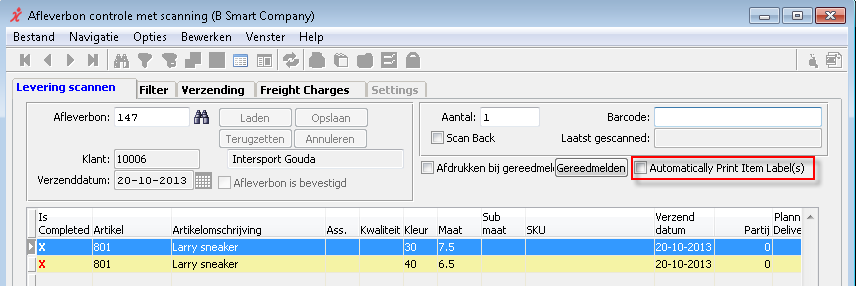 Afleverbon controle met scanning (B Smart Company)
Bestand Navigatie Opties Bewerken Venster Help
Levering scannen Filter Verzending Freight Charges Settings
Afleverbon: 147 Laden Opslaan
Terugzetten Annuleren
Klant: 10006 Intersport Gouda
Verzenddatum: 20-10-2013 Afleverbon is bevestigd
Aantal: 1 Barcode:
Scan Back Laatst gescanned:
Afdrukken bij gereedmel Gereedmelden Automatically Print Item Label(s)
Is Completed Artikel Artikelomschrijving Ass. Kwaliteit Kleur Maat Sub maat SKU Verzend datum Partij Plann Delive
X 801 Larry sneaker 30 7.5 20-10-2013 0
X 801 Larry sneaker 40 6.5 20-10-2013 0